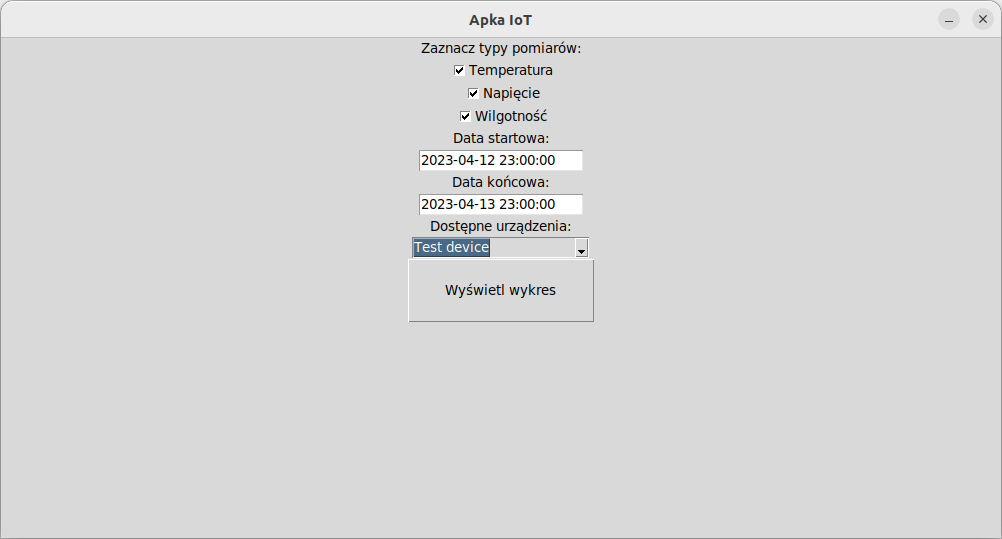 Apka IoT
Zaznacz typy pomiarów:
Temperatura
Napięcie
Wilgotność
Data startowa:
2023-04-12 23:00:00
Data końcowa:
2023-04-13 23:00:00
Dostępne urządzenia:
Test device
Wyświetl wykres